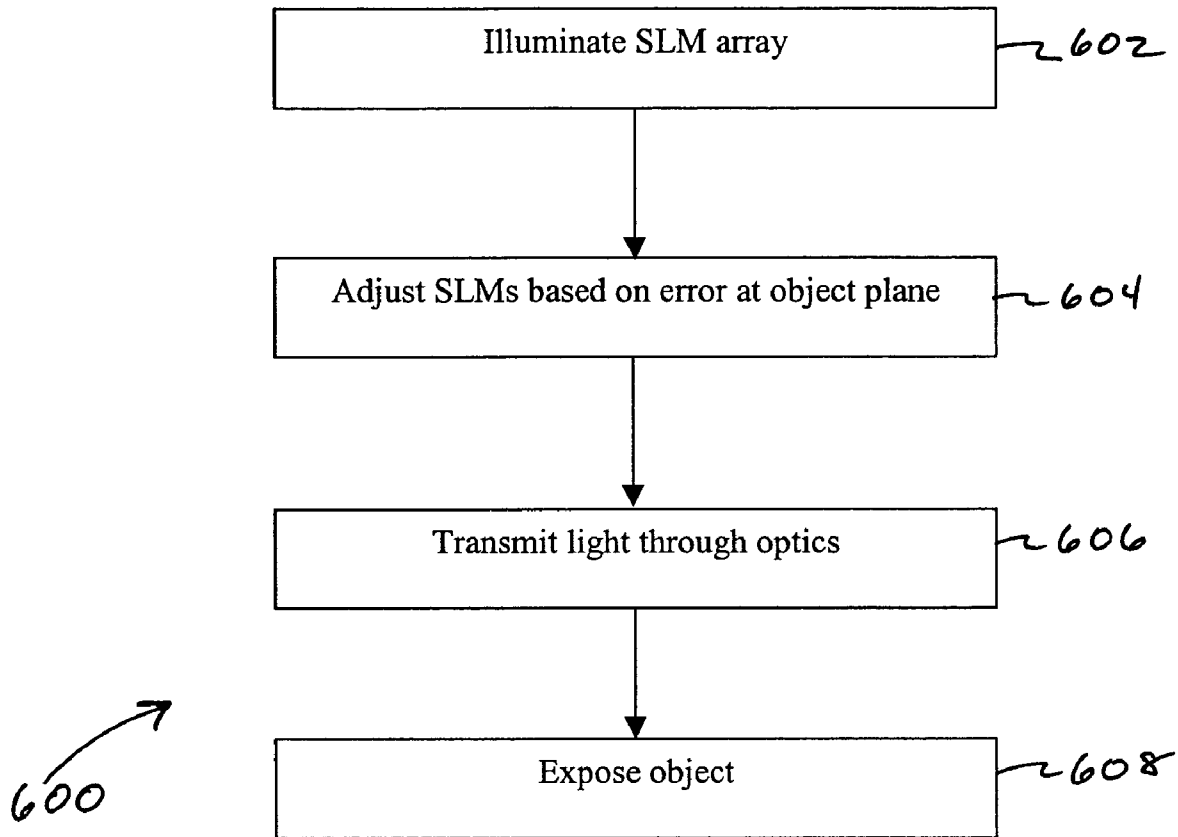 Illuminate SLM array
602
Adjust SLMs based on error at object plane
604
Transmit light through optics
606
Expose object
608
600